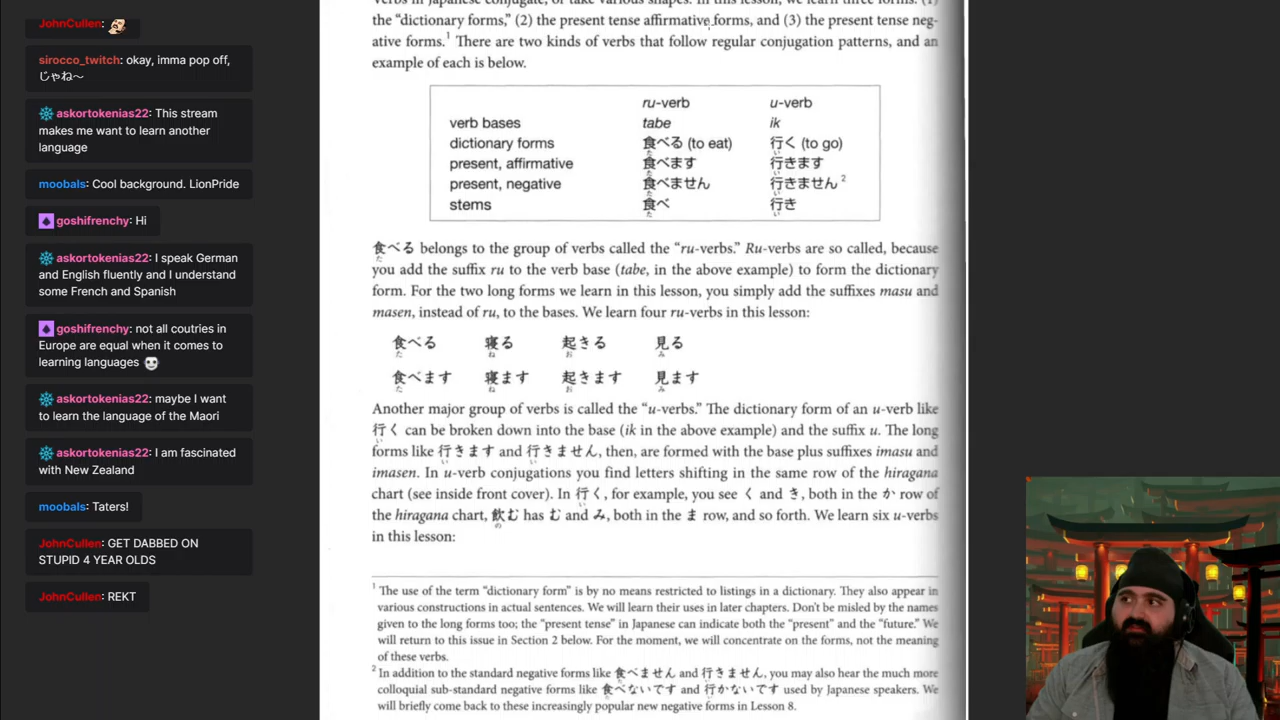 JohnCullen:
sirocco_twitch: okay, imma pop off,
じゃね〜
askortokenias22: This stream
makes me want to learn another
language
moobals: Cool background. LionPride
goshifrenchy: Hi
askortokenias22: I speak German
and English fluently and I understand
some French and Spanish
goshifrenchy: not all coutries in
Europe are equal when it comes to
learning languages
askortokenias22: maybe I want
to learn the language of the Maori
askortokenias22: I am fascinated
with New Zealand
moobals: Taters!
JohnCullen: GET DABBED ON
STUPID 4 YEAR OLDS
JohnCullen: REKT
the “dictionary forms,” (2) the present tense affirmative forms, and (3) the present tense neg-
ative forms.1 There are two kinds of verbs that follow regular conjugation patterns, and an
example of each is below.
ru-verb u-verb
verb bases tabe ik
dictionary forms 食べる (to eat) 行く (to go)
present, affirmative 食べます 行きます
present, negative 食べません 行きません 2
stems 食べ 行き
食べる belongs to the group of verbs called the “ru-verbs.” Ru-verbs are so called, because
you add the suffix ru to the verb base (tabe, in the above example) to form the dictionary
form. For the two long forms we learn in this lesson, you simply add the suffixes masu and
masen, instead of ru, to the bases. We learn four ru-verbs in this lesson:
食べる 寝る 起きる 見る
食べます 寝ます 起きます 見ます
Another major group of verbs is called the “u-verbs.” The dictionary form of an u-verb like
行く can be broken down into the base (ik in the above example) and the suffix u. The long
forms like 行きます and 行きません, then, are formed with the base plus suffixes imasu and
imasen. In u-verb conjugations you find letters shifting in the same row of the hiragana
chart (see inside front cover). In 行く, for example, you see く and き, both in the か row of
the hiragana chart, 飲む has む and み, both in the ま row, and so forth. We learn six u-verbs
in this lesson:
1 The use of the term “dictionary form” is by no means restricted to listings in a dictionary. They also appear in
various constructions in actual sentences. We will learn their uses in later chapters. Don't be misled by the names
given to the long forms too; the “present tense” in Japanese can indicate both the “present” and the “future.” We
will return to this issue in Section 2 below. For the moment, we will concentrate on the forms, not the meaning
of these verbs.
2 In addition to the standard negative forms like 食べません and 行きません, you may also hear the much more
colloquial sub-standard negative forms like 食べないです and 行かないです used by Japanese speakers. We
will briefly come back to these increasingly popular new negative forms in Lesson 8.